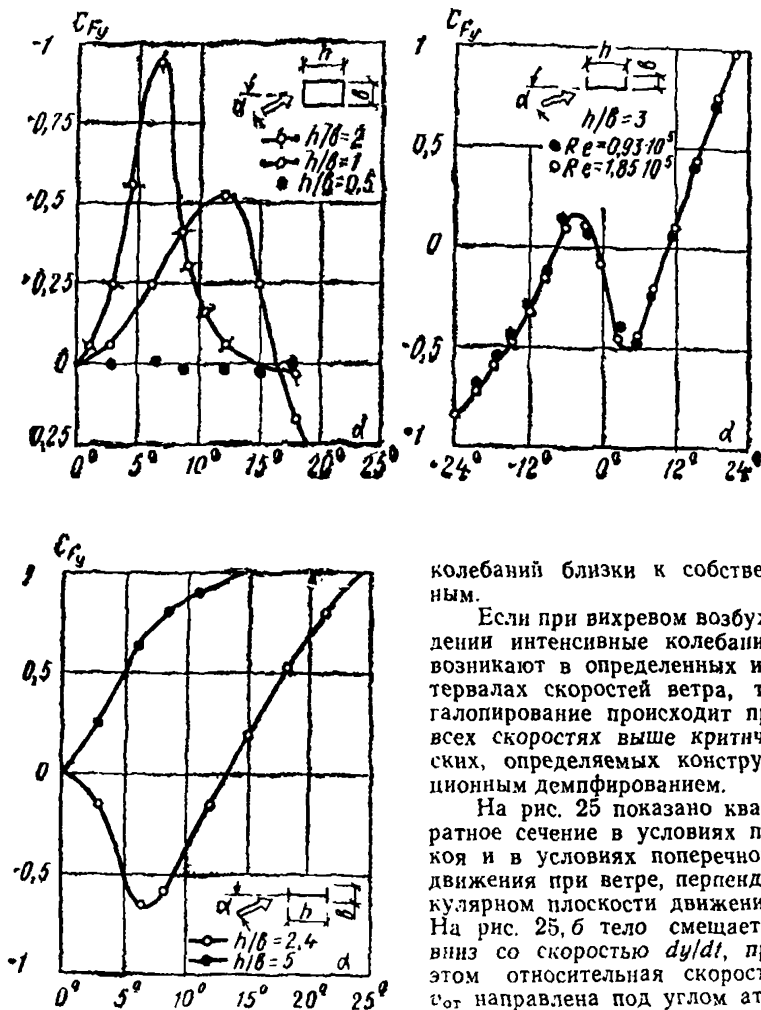 C_Fy
-1
-0,75
-0,5
-0,25
0
0,25
0° 5° 10° 15° 20° 25°
h
в
α
h/в=2
h/в=1
h/в=0,5
α
C_Fy
1
0,5
0
-0,5
-1
-24° -12° 0° 12° 24°
h
в
α
h/в=3
Re=0,93·10⁵
Re=1,85·10⁵
α
C_Fy
1
0,5
0
-0,5
-1
0° 5° 10° 15° 20° 25°
α
h
в
h/в=2,4
h/в=5
α
колебаний близки к собстве
ным.
Если при вихревом возбуж
дении интенсивные колебани
возникают в определенных и
тервалах скоростей ветра, т
галопирование происходит пр
всех скоростях выше критич
ских, определяемых конструк
ционным демпфированием.
На рис. 25 показано квад
ратное сечение в условиях п
коя и в условиях поперечно
движения при ветре, перпенд
кулярном плоскости движени
На рис. 25, б тело смещает
вниз со скоростью dy/dt, пр
этом относительная скорост
v_от направлена под углом ат